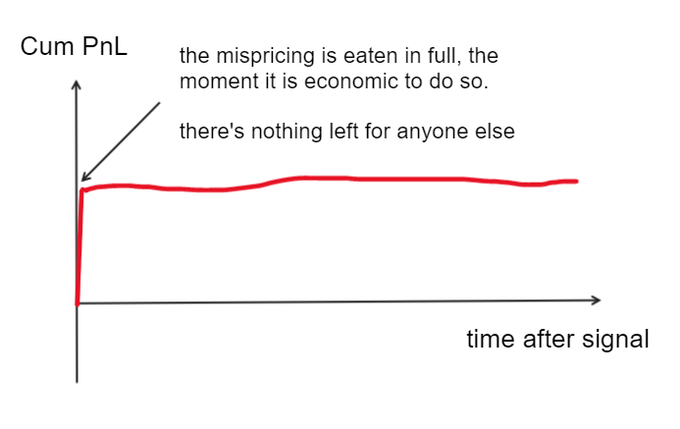 Cum PnL
the mispricing is eaten in full, the
moment it is economic to do so.
there's nothing left for anyone else
time after signal